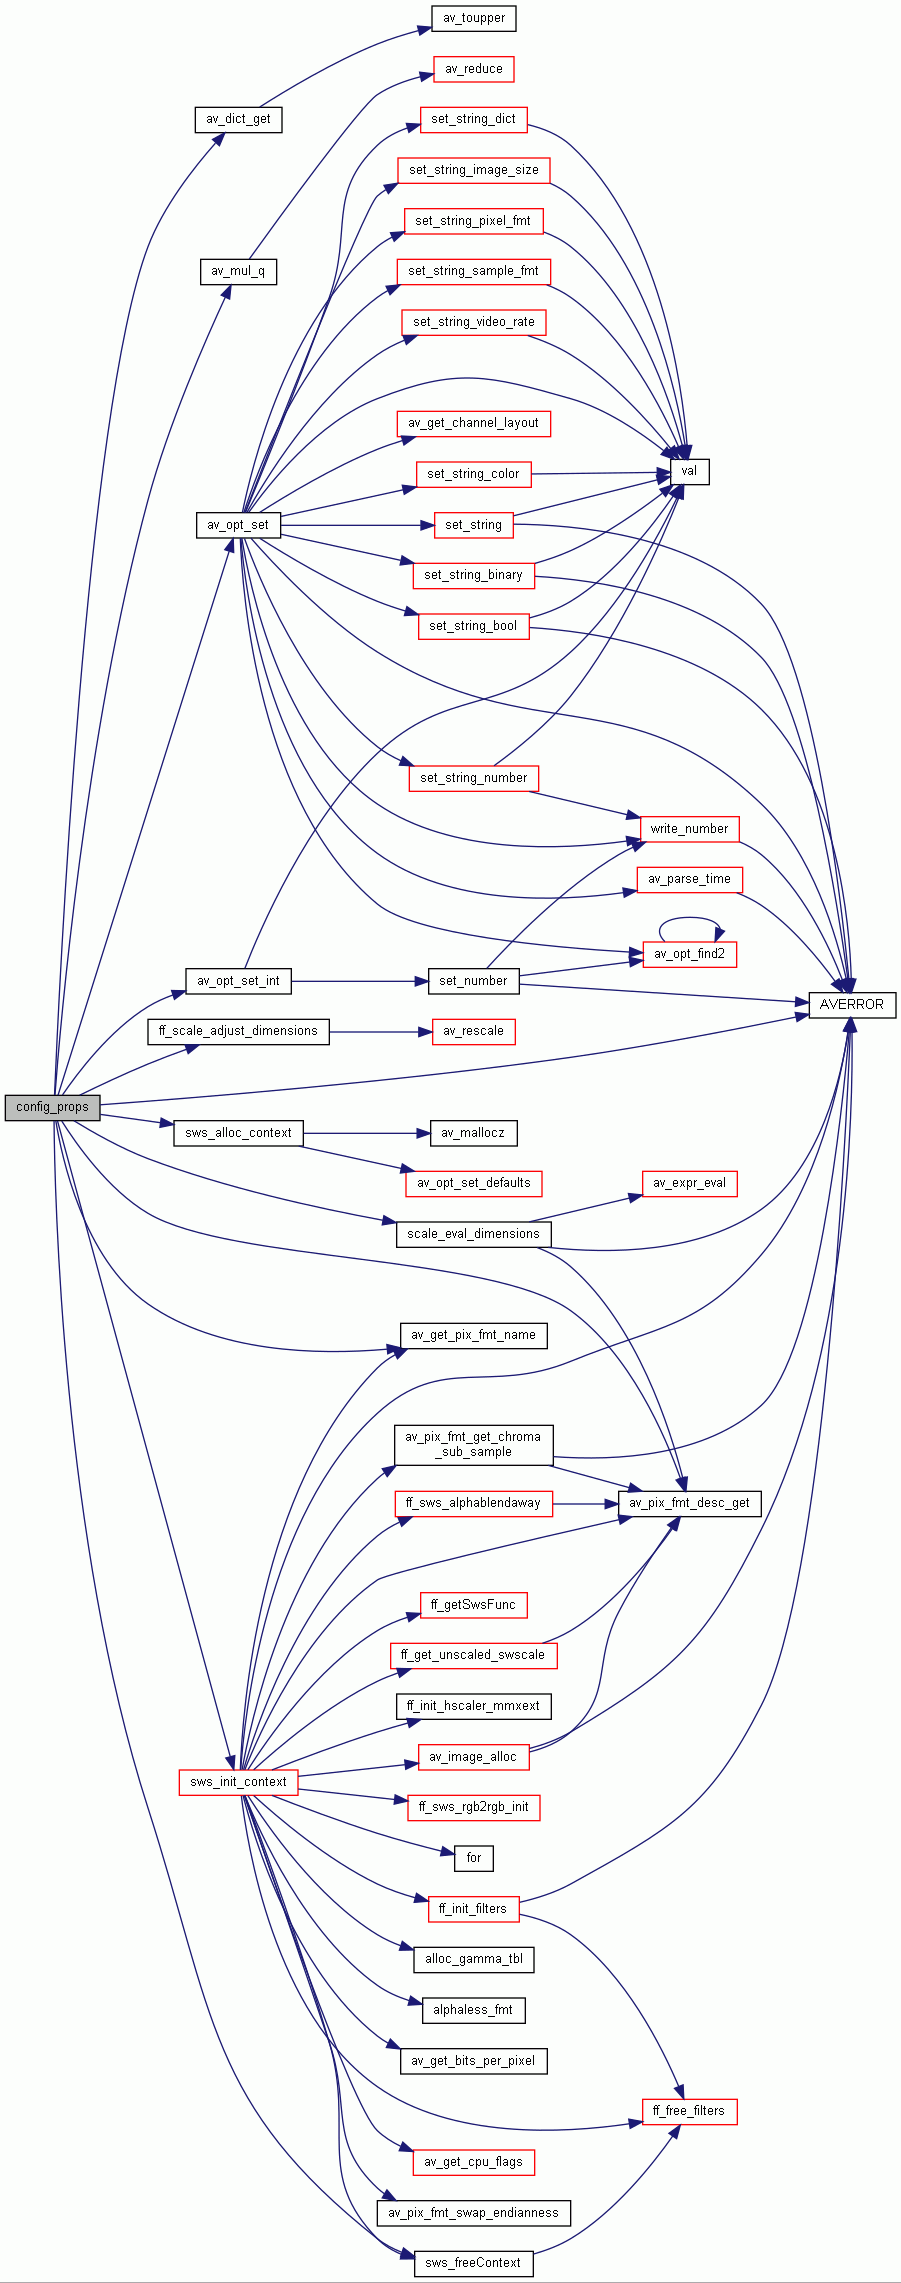 av_toupper
av_reduce
av_dict_get
set_string_dict
set_string_image_size
set_string_pixel_fmt
av_mul_q
set_string_sample_fmt
set_string_video_rate
av_get_channel_layout
set_string_color
val
av_opt_set
set_string
set_string_binary
set_string_bool
set_string_number
write_number
av_parse_time
av_opt_find2
av_opt_set_int
set_number
AVERROR
ff_scale_adjust_dimensions
av_rescale
config_props
sws_alloc_context
av_mallocz
av_opt_set_defaults
av_expr_eval
scale_eval_dimensions
av_get_pix_fmt_name
av_pix_fmt_get_chroma
_sub_sample
ff_sws_alphablendaway
av_pix_fmt_desc_get
ff_getSwsFunc
ff_get_unscaled_swscale
ff_init_hscaler_mmxext
av_image_alloc
sws_init_context
ff_sws_rgb2rgb_init
for
ff_init_filters
alloc_gamma_tbl
alphaless_fmt
av_get_bits_per_pixel
ff_free_filters
av_get_cpu_flags
av_pix_fmt_swap_endianness
sws_freeContext